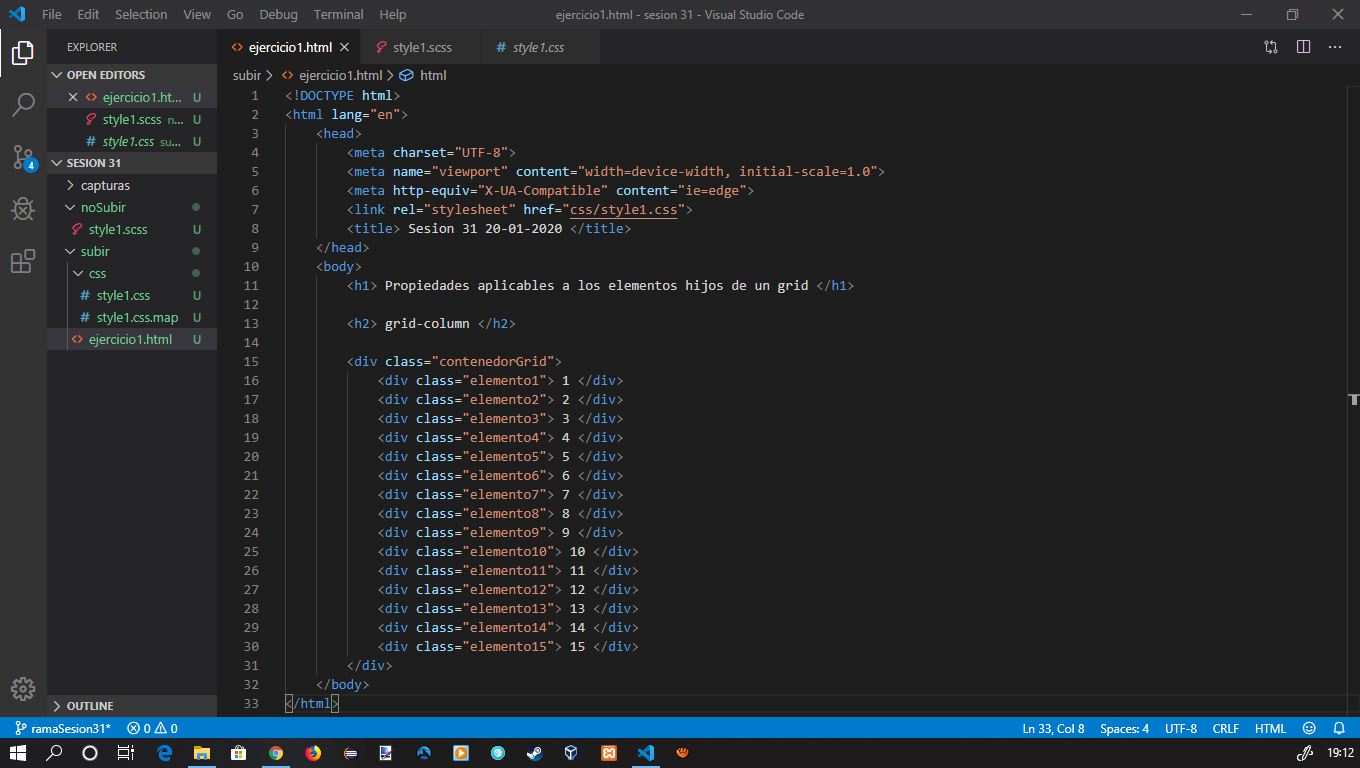 File Edit Selection View Go Debug Terminal Help ejercicio1.html - sesion 31 - Visual Studio Code
EXPLORER
OPEN EDITORS
ejercicio1.ht... U
style1.scss n... U
style1.css su... U
SESION 31
capturas
noSubir
style1.scss U
subir
css
style1.css U
style1.css.map U
ejercicio1.html U
OUTLINE
ejercicio1.html style1.scss style1.css
subir > ejercicio1.html > html
1 <!DOCTYPE html>
2 <html lang="en">
3 <head>
4 <meta charset="UTF-8">
5 <meta name="viewport" content="width=device-width, initial-scale=1.0">
6 <meta http-equiv="X-UA-Compatible" content="ie=edge">
7 <link rel="stylesheet" href="css/style1.css">
8 <title> Sesion 31 20-01-2020 </title>
9 </head>
10 <body>
11 <h1> Propiedades aplicables a los elementos hijos de un grid </h1>
12
13 <h2> grid-column </h2>
14
15 <div class="contenedorGrid">
16 <div class="elemento1"> 1 </div>
17 <div class="elemento2"> 2 </div>
18 <div class="elemento3"> 3 </div>
19 <div class="elemento4"> 4 </div>
20 <div class="elemento5"> 5 </div>
21 <div class="elemento6"> 6 </div>
22 <div class="elemento7"> 7 </div>
23 <div class="elemento8"> 8 </div>
24 <div class="elemento9"> 9 </div>
25 <div class="elemento10"> 10 </div>
26 <div class="elemento11"> 11 </div>
27 <div class="elemento12"> 12 </div>
28 <div class="elemento13"> 13 </div>
29 <div class="elemento14"> 14 </div>
30 <div class="elemento15"> 15 </div>
31 </div>
32 </body>
33 </html>
4
ramaSesion31* 0 0 Ln 33, Col 8 Spaces: 4 UTF-8 CRLF HTML
19:12